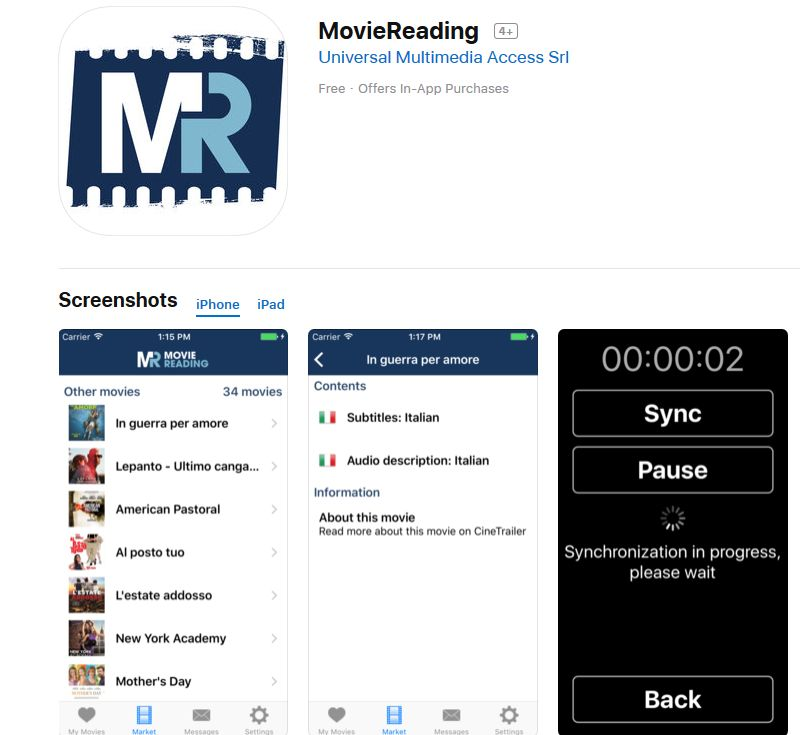 MR
MovieReading 4+
Universal Multimedia Access Srl
Free · Offers In-App Purchases
Screenshots iPhone iPad
Carrier 1:15 PM
MR MOVIE READING
Other movies 34 movies
In guerra per amore
Lepanto - Ultimo canga...
American Pastoral
Al posto tuo
L'estate addosso
New York Academy
Mother's Day
My Movies Market Messages Settings
Carrier 1:17 PM
In guerra per amore
Contents
Subtitles: Italian
Audio description: Italian
Information
About this movie
Read more about this movie on CineTrailer
My Movies Market Messages Settings
00:00:02
Sync
Pause
Synchronization in progress,
please wait
Back